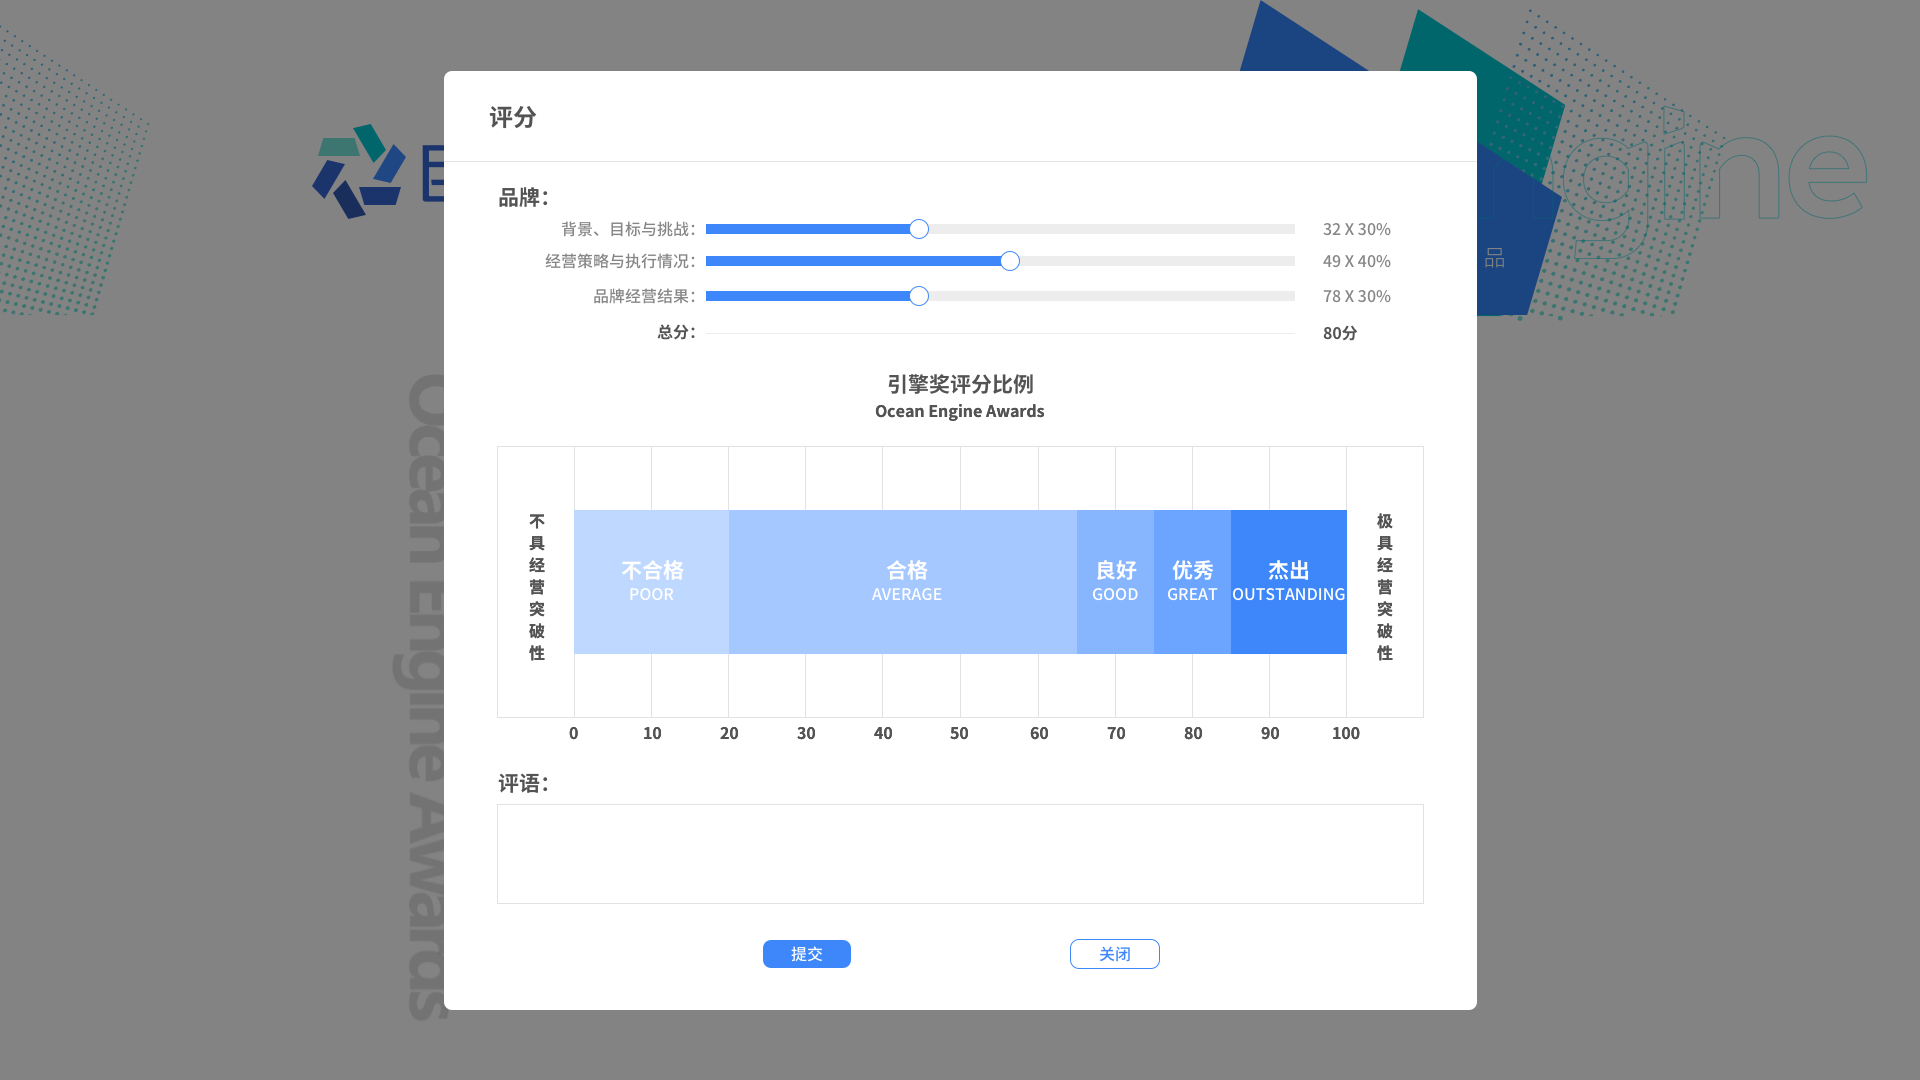 评分
品牌：
背景、目标与挑战： 32 X 30%
经营策略与执行情况： 49 X 40%
品牌经营结果： 78 X 30%
总分： 80分
引擎奖评分比例
Ocean Engine Awards
不具经营突破性
不合格
POOR
合格
AVERAGE
良好
GOOD
优秀
GREAT
杰出
OUTSTANDING
极具经营突破性
0 10 20 30 40 50 60 70 80 90 100
评语：
提交 关闭
Ocean Engine Awards
ngine
品